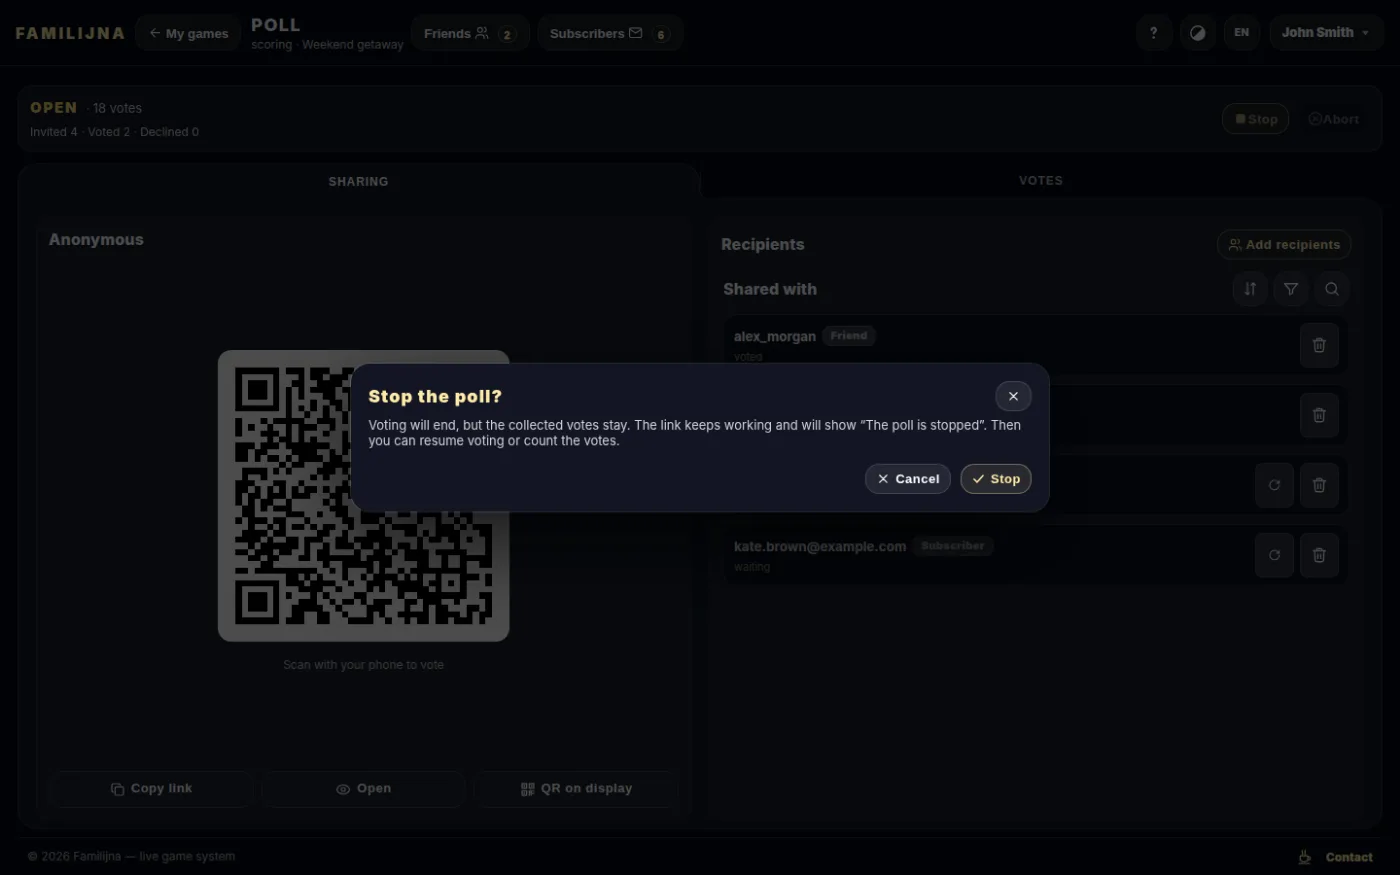 FAMILIJNA
My games
POLL
scoring · Weekend getaway
Friends 2
Subscribers 6
?
EN
John Smith
OPEN · 18 votes
Invited 4 · Voted 2 · Declined 0
Stop
Abort
SHARING
VOTES
Anonymous
Recipients
Add recipients
Shared with
alex_morgan Friend
voted
Stop the poll?
Voting will end, but the collected votes stay. The link keeps working and will show “The poll is stopped”. Then
you can resume voting or count the votes.
Cancel
Stop
kate.brown@example.com Subscriber
waiting
Scan with your phone to vote
Copy link
Open
QR on display
© 2026 Familijna — live game system
Contact